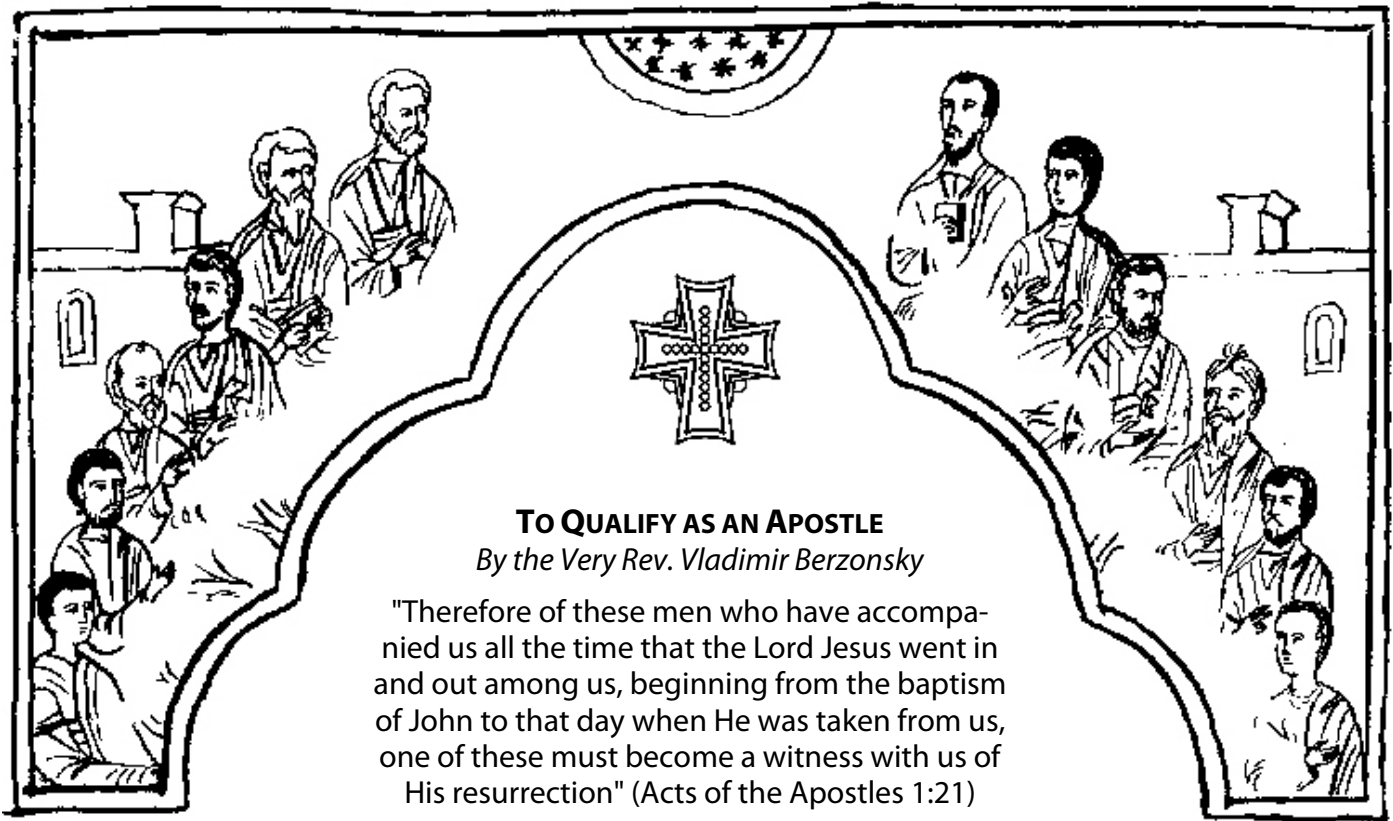 TO QUALIFY AS AN APOSTLE
By the Very Rev. Vladimir Berzonsky
"Therefore of these men who have accompa-
nied us all the time that the Lord Jesus went in
and out among us, beginning from the baptism
of John to that day when He was taken from us,
one of these must become a witness with us of
His resurrection" (Acts of the Apostles 1:21)